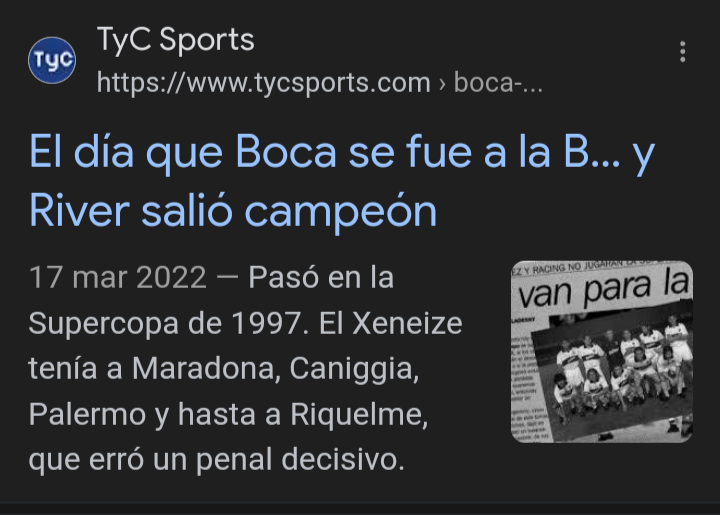 TyC Sports
TyC
https://www.tycsports.com › boca-...
El día que Boca se fue a la B... y
River salió campeón
17 mar 2022 — Pasó en la
Supercopa de 1997. El Xeneize
tenía a Maradona, Caniggia,
Palermo y hasta a Riquelme,
que erró un penal decisivo.
EZ Y RACING NO JUGARÁN LA
van para la